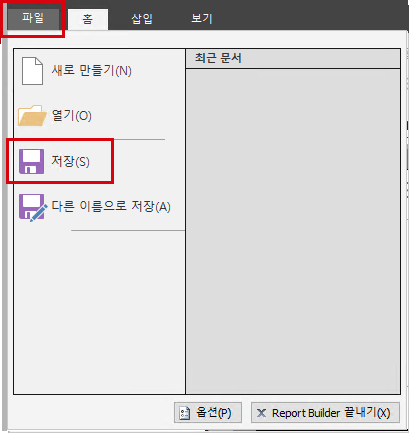 파일 홈 삽입 보기
최근 문서
새로 만들기(N)
열기(O)
저장(S)
다른 이름으로 저장(A)
옵션(P) Report Builder 끝내기(X)